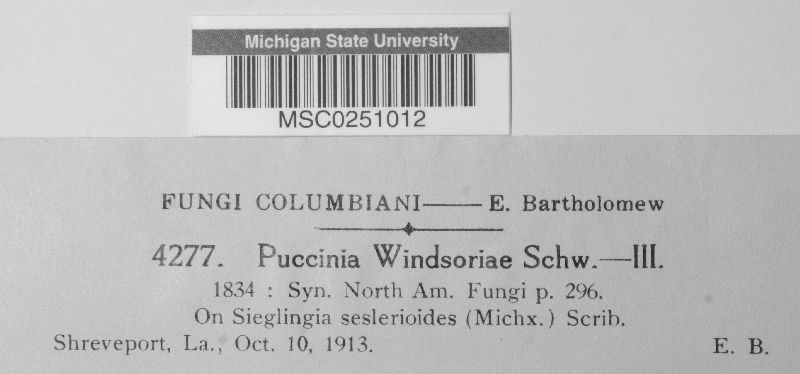 Michigan State University
MSC0251012
FUNGI COLUMBIANI—— E. Bartholomew
4277. Puccinia Windsoriae Schw.—III.
1834 : Syn. North Am. Fungi p. 296.
On Sieglingia seslerioides (Michx.) Scrib.
Shreveport, La., Oct. 10, 1913. E. B.